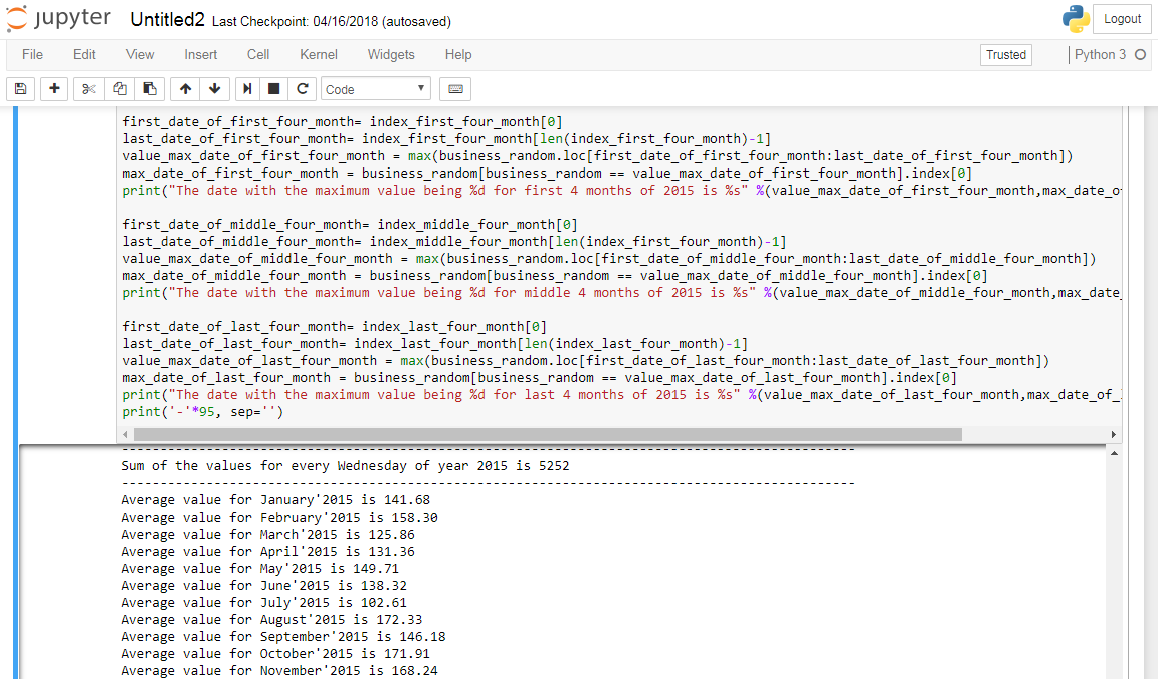 jupyter Untitled2 Last Checkpoint: 04/16/2018 (autosaved) Logout
File Edit View Insert Cell Kernel Widgets Help Trusted Python 3
Code
first_date_of_first_four_month= index_first_four_month[0]
last_date_of_first_four_month= index_first_four_month[len(index_first_four_month)-1]
value_max_date_of_first_four_month = max(business_random.loc[first_date_of_first_four_month:last_date_of_first_four_month])
max_date_of_first_four_month = business_random[business_random == value_max_date_of_first_four_month].index[0]
print("The date with the maximum value being %d for first 4 months of 2015 is %s" %(value_max_date_of_first_four_month,max_date_o
first_date_of_middle_four_month= index_middle_four_month[0]
last_date_of_middle_four_month= index_middle_four_month[len(index_first_four_month)-1]
value_max_date_of_middle_four_month = max(business_random.loc[first_date_of_middle_four_month:last_date_of_middle_four_month])
max_date_of_middle_four_month = business_random[business_random == value_max_date_of_middle_four_month].index[0]
print("The date with the maximum value being %d for middle 4 months of 2015 is %s" %(value_max_date_of_middle_four_month,max_date_
first_date_of_last_four_month= index_last_four_month[0]
last_date_of_last_four_month= index_last_four_month[len(index_last_four_month)-1]
value_max_date_of_last_four_month = max(business_random.loc[first_date_of_last_four_month:last_date_of_last_four_month])
max_date_of_last_four_month = business_random[business_random == value_max_date_of_last_four_month].index[0]
print("The date with the maximum value being %d for last 4 months of 2015 is %s" %(value_max_date_of_last_four_month,max_date_of_
print('-'*95, sep='')
-----------------------------------------------------------------------------------------------
Sum of the values for every Wednesday of year 2015 is 5252
-----------------------------------------------------------------------------------------------
Average value for January'2015 is 141.68
Average value for February'2015 is 158.30
Average value for March'2015 is 125.86
Average value for April'2015 is 131.36
Average value for May'2015 is 149.71
Average value for June'2015 is 138.32
Average value for July'2015 is 102.61
Average value for August'2015 is 172.33
Average value for September'2015 is 146.18
Average value for October'2015 is 171.91
Average value for November'2015 is 168.24